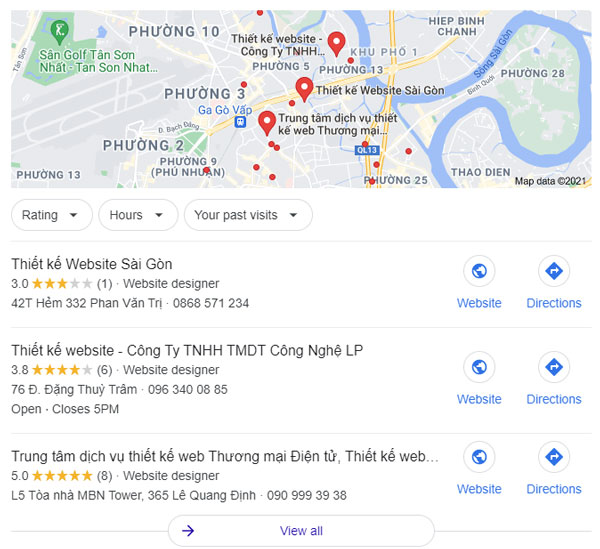 PHƯỜNG 10
Thiết kế website -
Công Ty TNHH...
HIEP BINH
CHANH
KHU PHỐ 1
Sông Sài Gòn
Sân Golf Tân Sơn
Nhất - Tan Son Nhat...
Tân Sơn
PHƯỜNG 5
PHƯỜNG 13
PHƯỜNG 28
Bình Quới
PHƯỜNG 3
Thiết kế Website Sài Gòn
Ga Gò Vấp
Trung tâm dịch vụ thiết
kế web Thương mại...
Đ. Bạch Đằng
PHƯỜNG 2
QL13
PHƯỜNG 9
(PHÚ NHUẬN)
PHƯỜNG 13
THAO DIEN
PHƯỜNG 25
Map data ©2021
Rating
Hours
Your past visits
Thiết kế Website Sài Gòn
3.0 (1) · Website designer
42T Hẻm 332 Phan Văn Trị · 0868 571 234
Website
Directions
Thiết kế website - Công Ty TNHH TMDT Công Nghệ LP
3.8 (6) · Website designer
76 Đ. Đặng Thuỳ Trâm · 096 340 08 85
Open · Closes 5PM
Website
Directions
Trung tâm dịch vụ thiết kế web Thương mại Điện tử, Thiết kế web…
5.0 (8) · Website designer
L5 Tòa nhà MBN Tower, 365 Lê Quang Định · 090 999 39 38
Website
Directions
View all